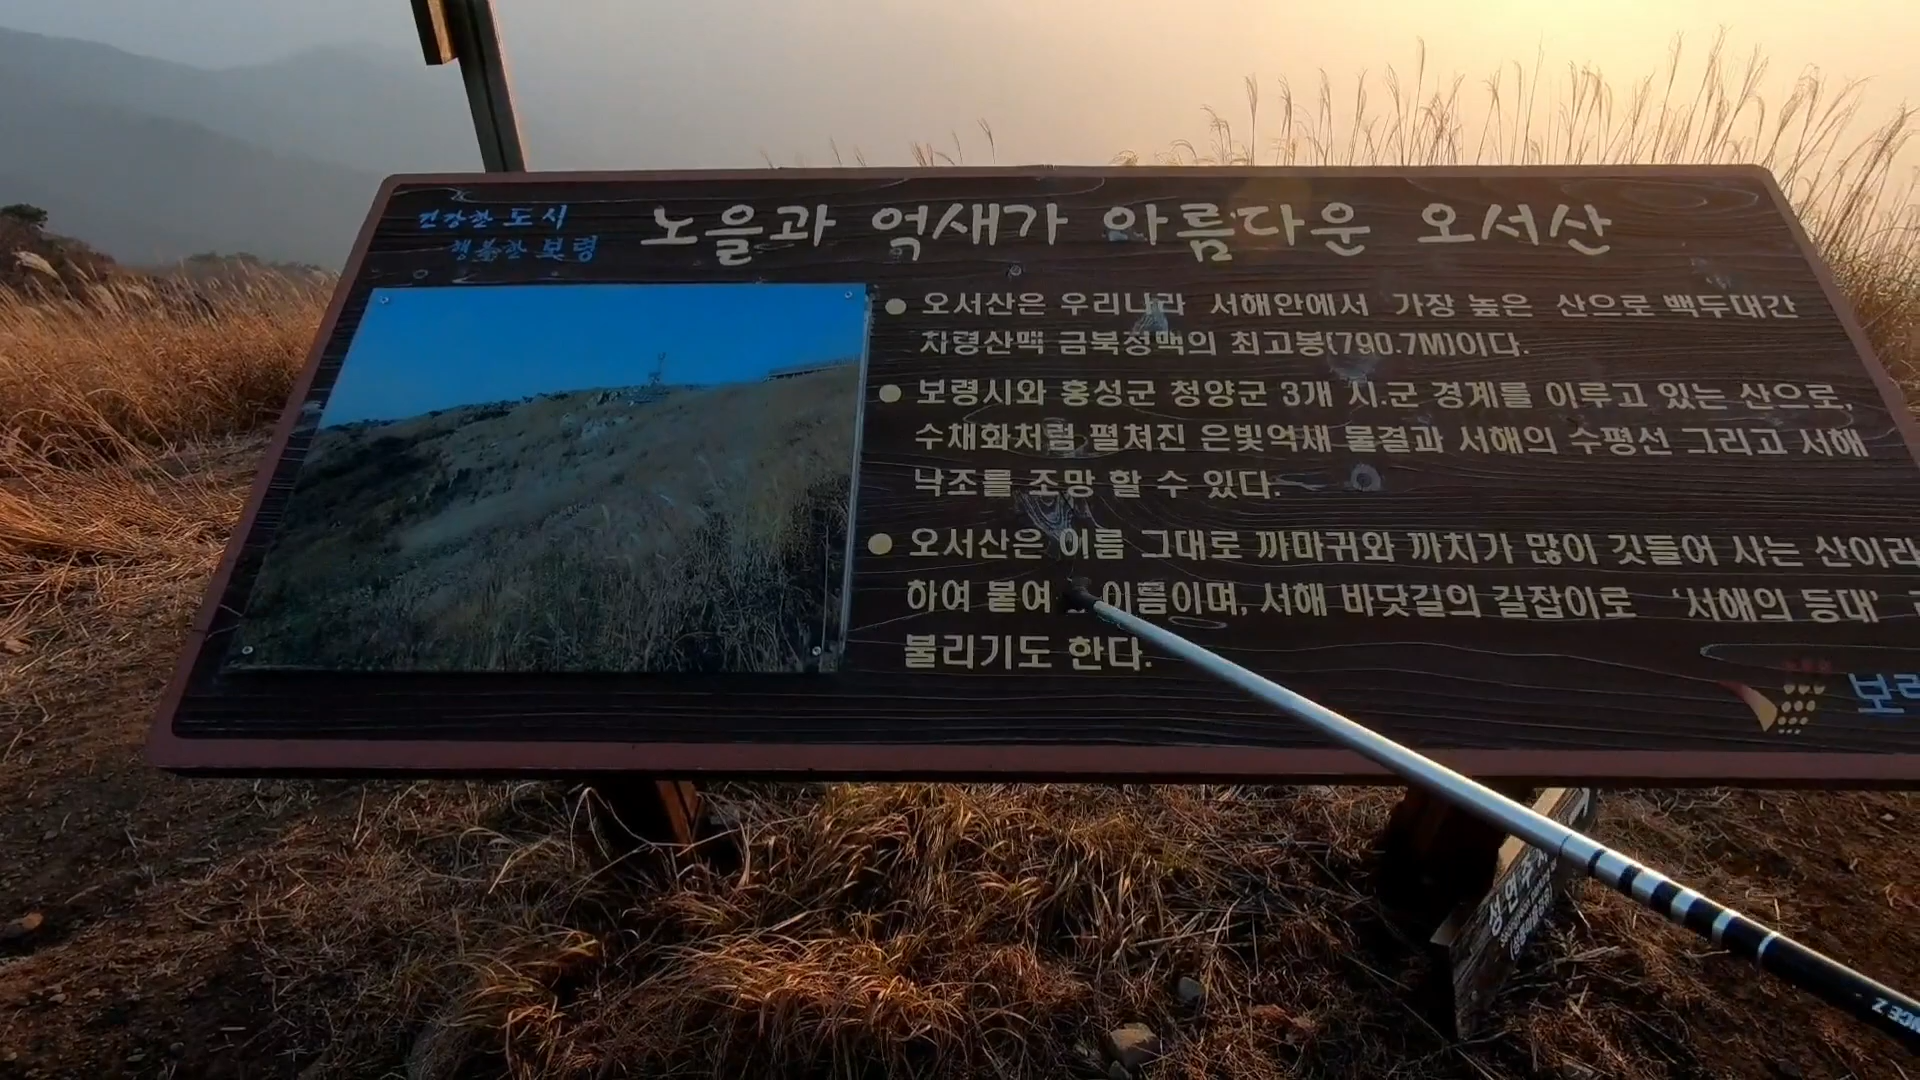 건강한 도시
행복한 보령
노을과 억새가 아름다운 오서산
● 오서산은 우리나라 서해안에서 가장 높은 산으로 백두대간
차령산맥 금북정맥의 최고봉(790.7M)이다.
● 보령시와 홍성군 청양군 3개 시.군 경계를 이루고 있는 산으로,
수채화처럼 펼쳐진 은빛억새 물결과 서해의 수평선 그리고 서해
낙조를 조망 할 수 있다.
● 오서산은 이름 그대로 까마귀와 까치가 많이 깃들어 사는 산이라
하여 붙여 이름이며, 서해 바닷길의 길잡이로 '서해의 등대'
불리기도 한다.
성연주